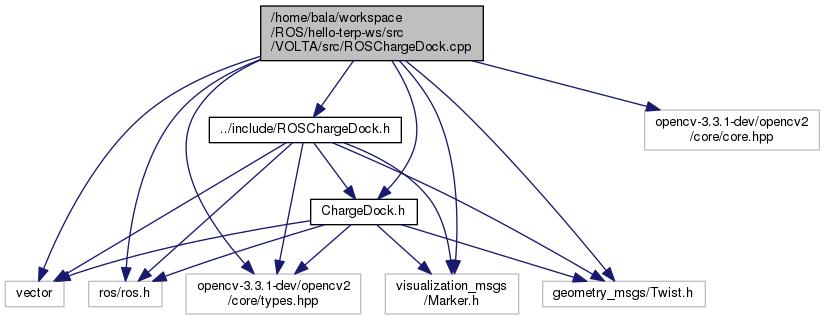 /home/bala/workspace
/ROS/hello-terp-ws/src
/VOLTA/src/ROSChargeDock.cpp
../include/ROSChargeDock.h
opencv-3.3.1-dev/opencv2
/core/core.hpp
ChargeDock.h
vector
ros/ros.h
opencv-3.3.1-dev/opencv2
/core/types.hpp
visualization_msgs
/Marker.h
geometry_msgs/Twist.h